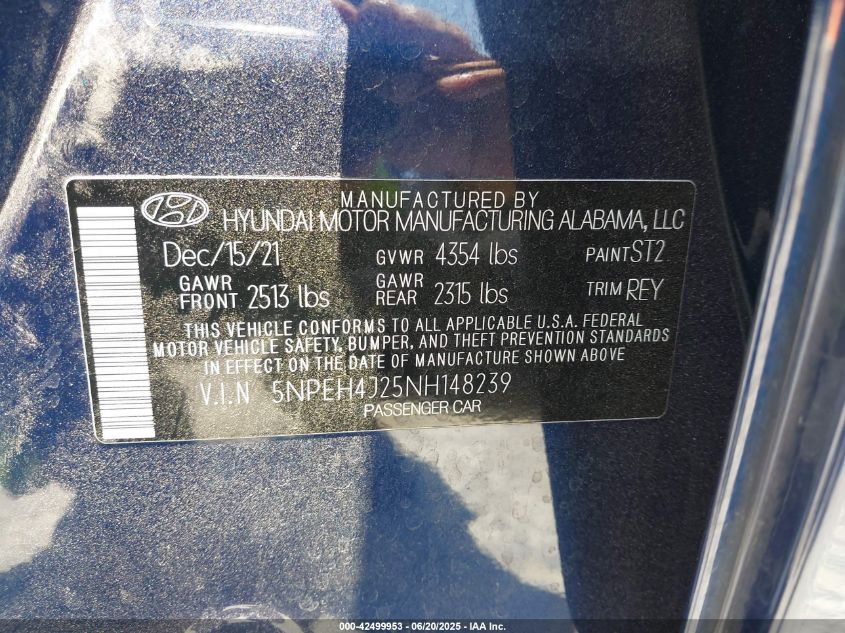 MANUFACTURED BY
HYUNDAI MOTOR MANUFACTURING ALABAMA, LLC
Dec/15/21 GVWR 4354 lbs PAINT ST2
GAWR FRONT 2513 lbs GAWR REAR 2315 lbs TRIM REY
THIS VEHICLE CONFORMS TO ALL APPLICABLE U.S.A. FEDERAL
MOTOR VEHICLE SAFETY, BUMPER, AND THEFT PREVENTION STANDARDS
IN EFFECT ON THE DATE OF MANUFACTURE SHOWN ABOVE
V.I.N 5NPEH4J25NH148239
PASSENGER CAR
000-42499953 - 06/20/2025 - IAA Inc.